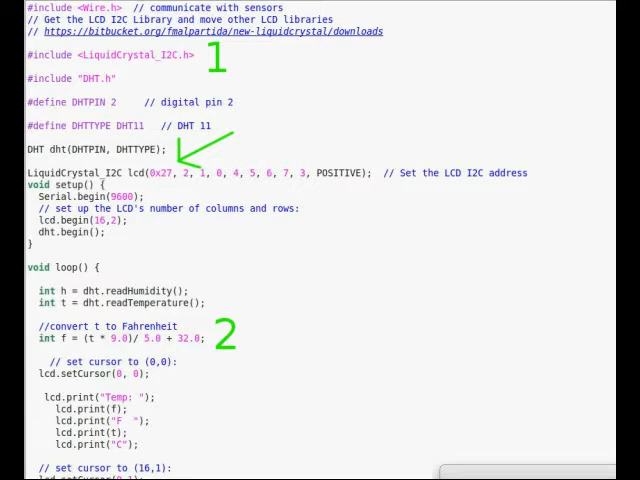 #include <Wire.h>  // communicate with sensors
// Get the LCD I2C Library and move other LCD libraries
// https://bitbucket.org/fmalpartida/new-liquidcrystal/downloads
#include <LiquidCrystal_I2C.h>
1
#include "DHT.h"
#define DHTPIN 2     // digital pin 2
#define DHTTYPE DHT11   // DHT 11
DHT dht(DHTPIN, DHTTYPE);
LiquidCrystal_I2C lcd(0x27, 2, 1, 0, 4, 5, 6, 7, 3, POSITIVE);  // Set the LCD I2C address
void setup() {
  Serial.begin(9600);
  // set up the LCD's number of columns and rows:
  lcd.begin(16,2);
  dht.begin();
}
void loop() {
  int h = dht.readHumidity();
  int t = dht.readTemperature();
  //convert t to Fahrenheit
  int f = (t * 9.0)/ 5.0 + 32.0;
2
    // set cursor to (0,0):
  lcd.setCursor(0, 0);
   lcd.print("Temp: ");
     lcd.print(f);
     lcd.print("F  ");
     lcd.print(t);
     lcd.print("C");
  // set cursor to (16,1):